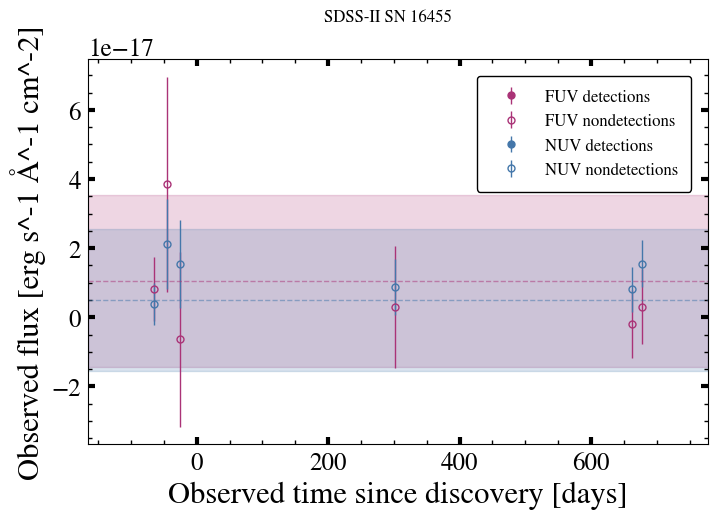 SDSS-II SN 16455
1e−17
Observed flux [erg s^-1 Å^-1 cm^-2]
6
4
2
0
−2
FUV detections
FUV nondetections
NUV detections
NUV nondetections
0 200 400 600
Observed time since discovery [days]